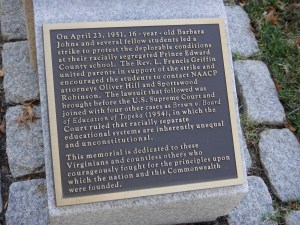 On April 23, 1951, 16-year-old Barbara
Johns and several fellow students led a
strike to protest the deplorable conditions
at their racially segregated Prince Edward
County school. The Rev. L. Francis Griffin
united parents in support of the strike and
encouraged the students to contact NAACP
attorneys Oliver Hill and Spotswood
Robinson. The lawsuit that followed was
brought before the U.S. Supreme Court and
joined with four other cases as Brown v. Board
of Education of Topeka (1954), in which the
Court ruled that racially separate
educational systems are inherently unequal
and unconstitutional.
This memorial is dedicated to these
Virginians and countless others who
courageously fought for the principles upon
which the nation and this Commonwealth
were founded.